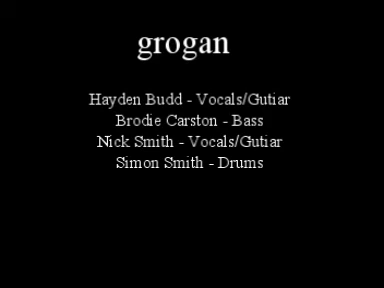 grogan
Hayden Budd - Vocals/Gutiar
Brodie Carston - Bass
Nick Smith - Vocals/Gutiar
Simon Smith - Drums